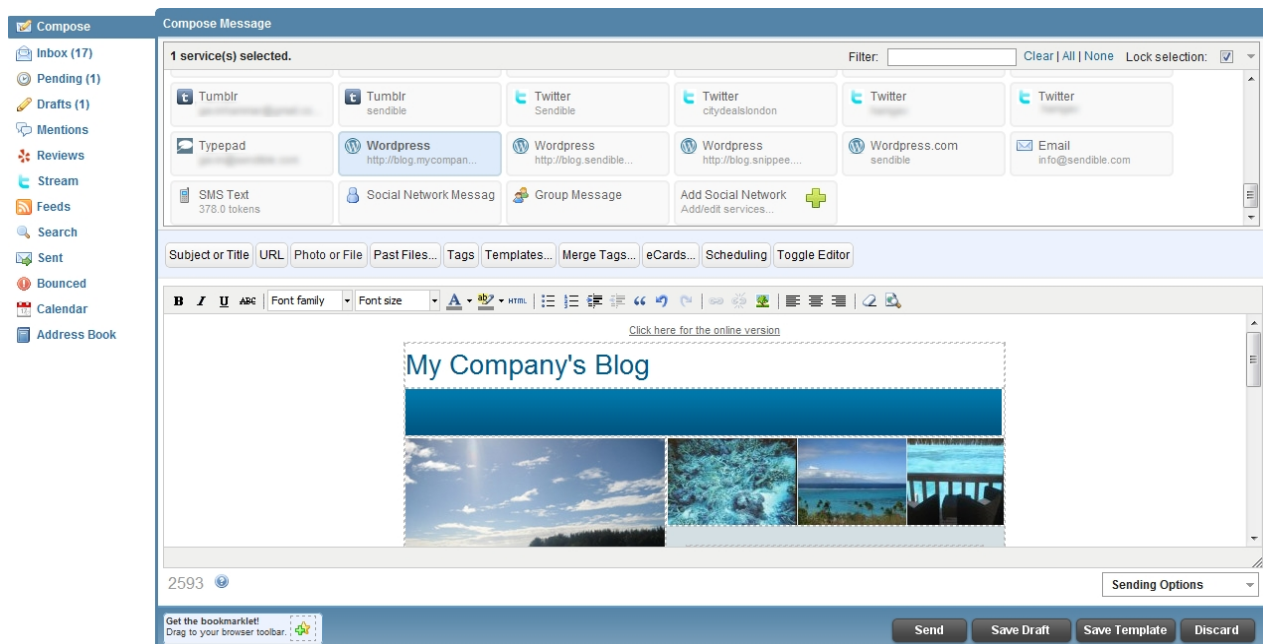 Compose
Inbox (17)
Pending (1)
Drafts (1)
Mentions
Reviews
Stream
Feeds
Search
Sent
Bounced
Calendar
Address Book
Compose Message
1 service(s) selected.
Filter: Clear | All | None Lock selection:
Tumblr Tumblr Twitter Twitter Twitter Twitter
sendible Sendible citydealslondon
Typepad Wordpress Wordpress Wordpress Wordpress.com Email
http://blog.mycompan... http://blog.sendible... http://blog.snippee.... sendible info@sendible.com
SMS Text Social Network Messag Group Message Add Social Network
378.0 tokens Add/edit services...
Subject or Title URL Photo or File Past Files... Tags Templates... Merge Tags... eCards... Scheduling Toggle Editor
B I U ABC Font family Font size A ab HTML
Click here for the online version
My Company's Blog
2593
Sending Options
Get the bookmarklet!
Drag to your browser toolbar.
Send Save Draft Save Template Discard